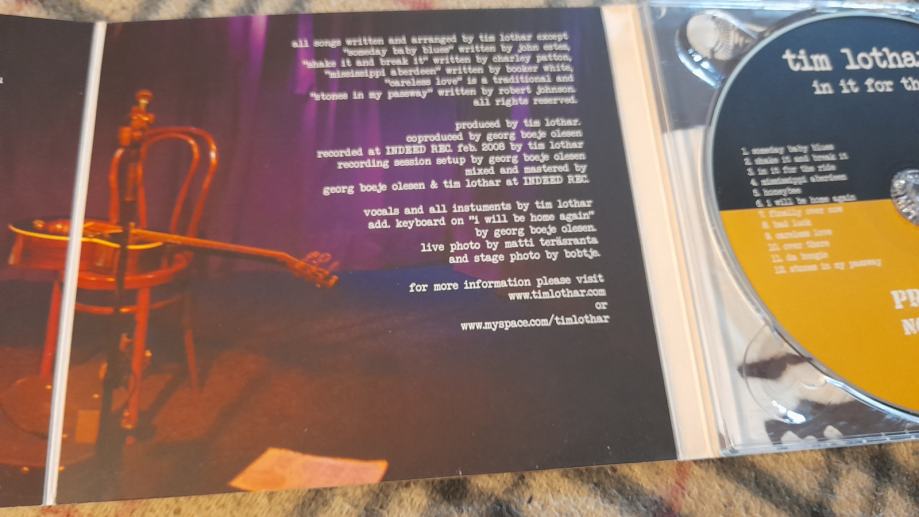 all songs written and arranged by tim lothar except
"someday baby blues" written by john estes,
"shake it and break it" written by charley patton,
"mississippi aberdeen" written by booker white,
"careless love" is a traditional and
"stones in my passway" written by robert johnson.
all rights reserved.
produced by tim lothar.
coproduced by georg boeje olesen
recorded at INDEED REC. feb. 2008 by tim lothar
recording session setup by georg boeje olesen
mixed and mastered by
georg boeje olesen & tim lothar at INDEED REC.
vocals and all instuments by tim lothar
add. keyboard on "i will be home again"
by georg boeje olesen.
live photo by matti teräsranta
and stage photo by bobtje.
for more information please visit
www.timlothar.com
or
www.myspace.com/timlothar
tim lothar
in it for th
1. someday baby blues
2. shake it and break it
3. in it for the ride
4. mississippi aberdeen
5. honeybee
6. i will be home again
7. finally over now
8. bad luck
9. careless love
10. over there
11. da boogie
12. stones in my passway